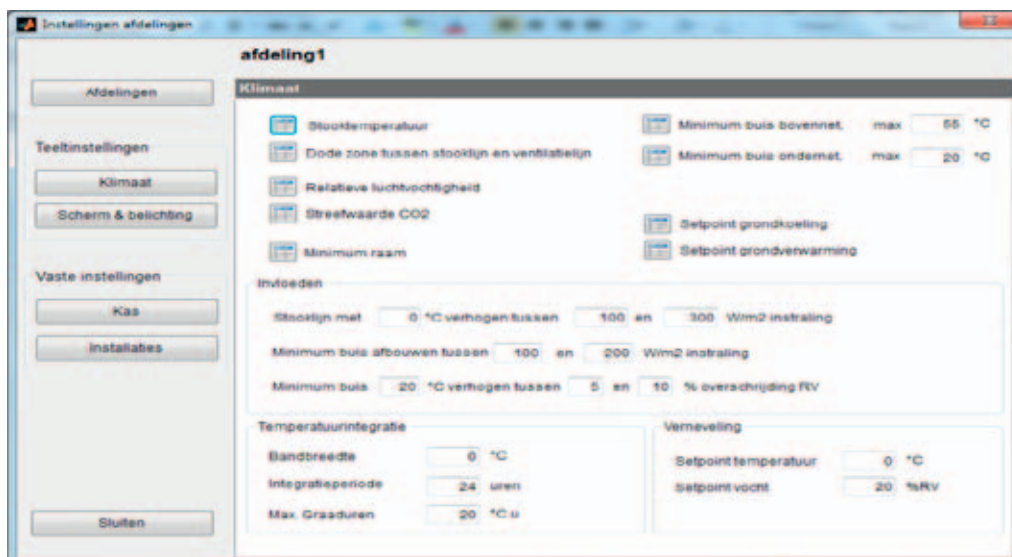 Instellingen afdelingen
afdeling1
Afdelingen
Teeltinstellingen
Klimaat
Scherm & belichting
Vaste instellingen
Kas
Installaties
Sluiten
Klimaat
Stooktemperatuur
Dode zone tussen stooklijn en ventilatielijn
Relatieve luchtvochtigheid
Streefwaarde CO2
Minimum raam
Minimum buis bovennet. max 55 °C
Minimum buis ondernet. max 20 °C
Setpoint grondkoeling
Setpoint grondverwarming
Invloeden
Stooklijn met 0 °C verhogen tussen 100 en 300 W/m2 instraling
Minimum buis afbouwen tussen 100 en 200 W/m2 instraling
Minimum buis 20 °C verhogen tussen 5 en 10 % overschrijding RV
Temperatuurintegratie
Bandbreedte 0 °C
Integratieperiode 24 uren
Max. Graaduren 20 °C.u
Verneveling
Setpoint temperatuur 0 °C
Setpoint vocht 20 %RV